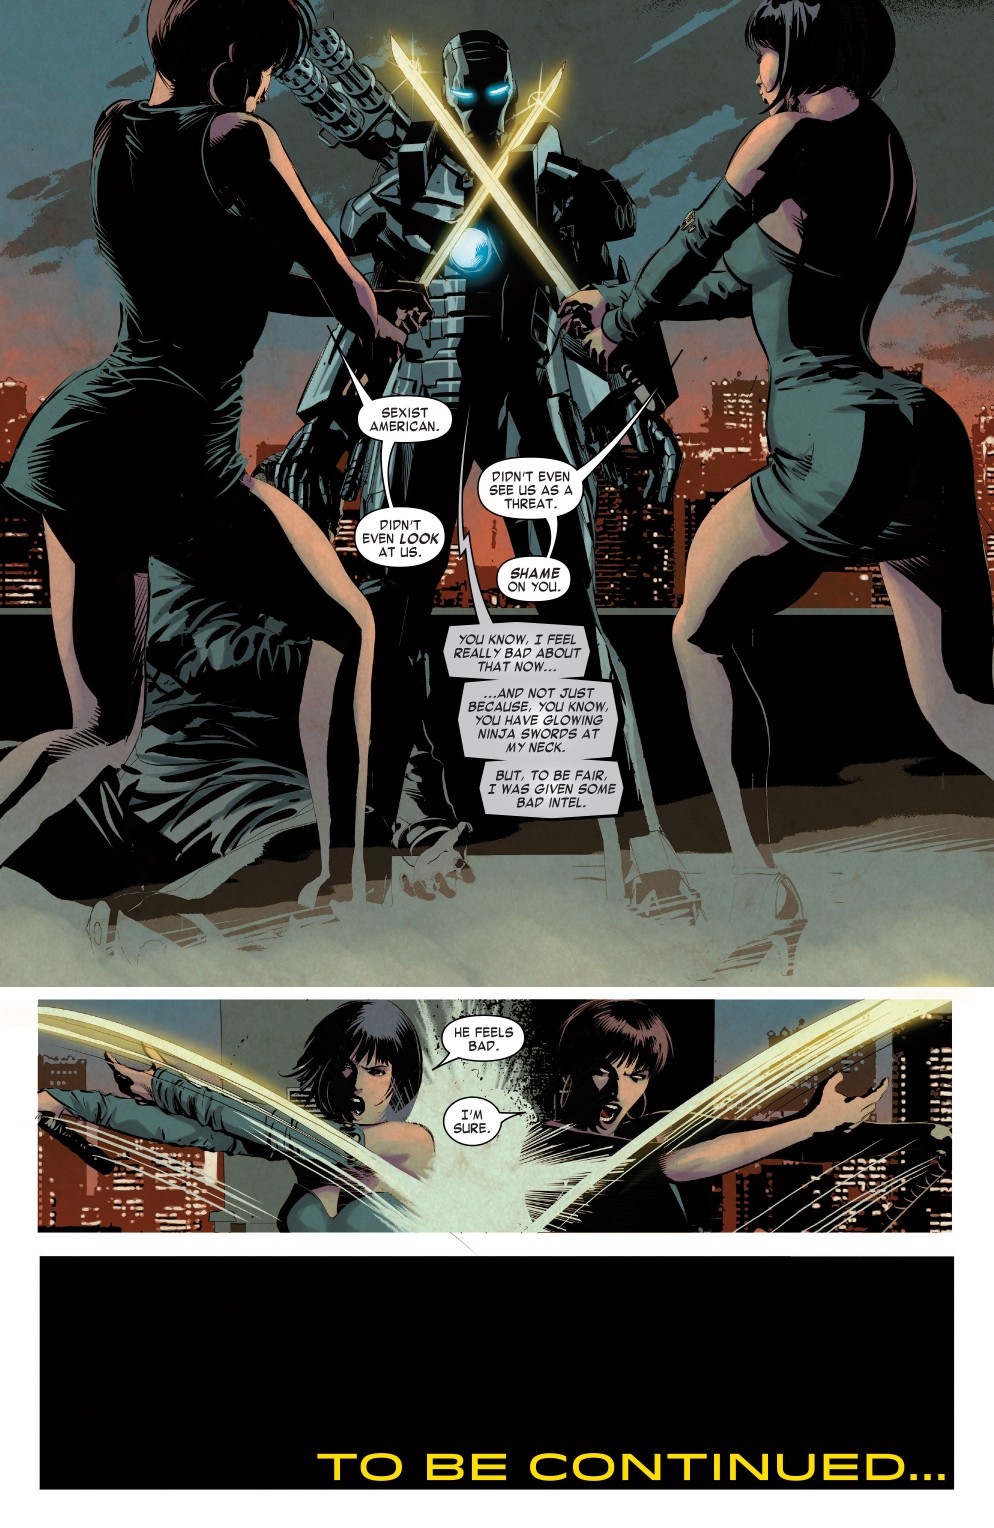 SEXIST
AMERICAN.
DIDN'T
EVEN LOOK
AT US.
DIDN'T EVEN
SEE US AS A
THREAT.
SHAME
ON YOU.
YOU KNOW, I FEEL
REALLY BAD ABOUT
THAT NOW...
...AND NOT JUST
BECAUSE, YOU KNOW,
YOU HAVE GLOWING
NINJA SWORDS AT
MY NECK.
BUT, TO BE FAIR,
I WAS GIVEN SOME
BAD INTEL.
HE FEELS
BAD.
I'M
SURE.
TO BE CONTINUED...